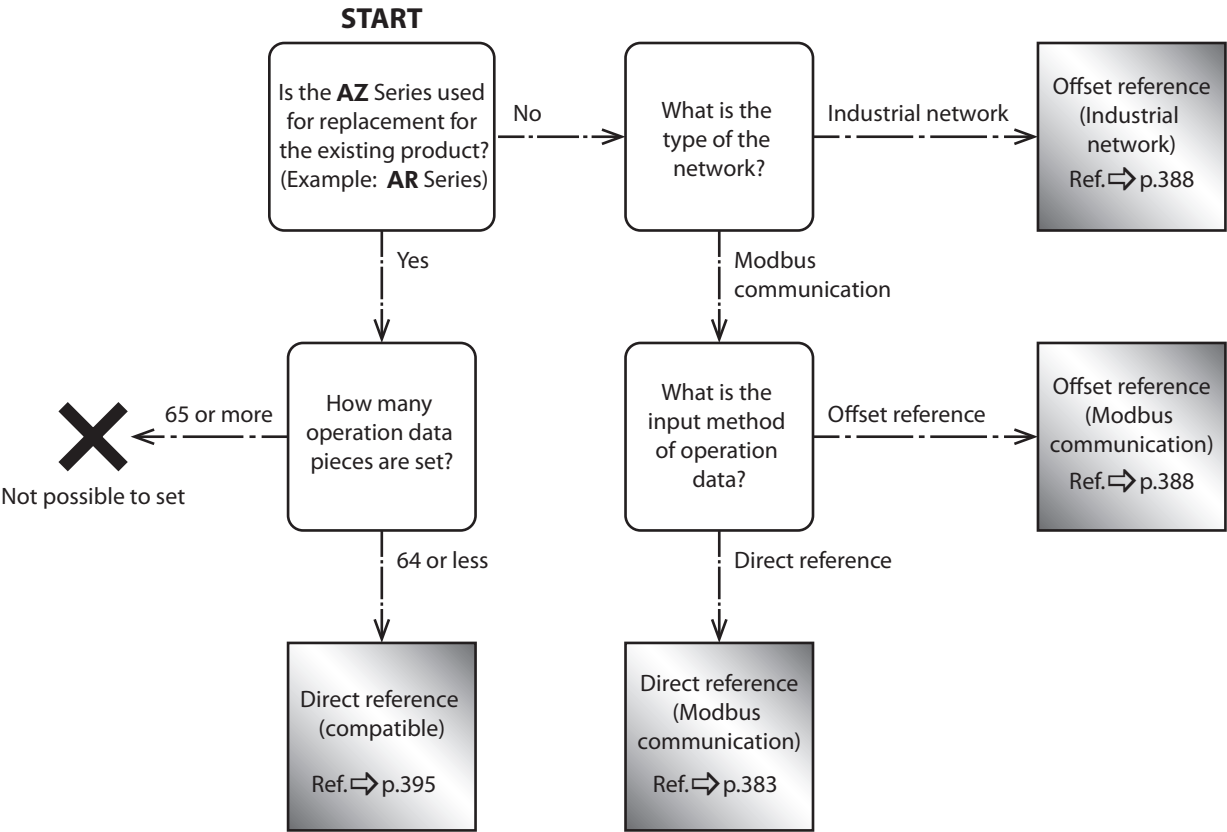 START
Is the AZ Series used
for replacement for
the existing product?
(Example: AR Series)
No
What is the
type of the
network?
Industrial network
Offset reference
(Industrial
network)
Ref. ⇨ p.388
Yes
Modbus
communication
Not possible to set
65 or more
How many
operation data
pieces are set?
What is the
input method
of operation
data?
Offset reference
Offset reference
(Modbus
communication)
Ref. ⇨ p.388
64 or less
Direct reference
Direct reference
(compatible)
Ref. ⇨ p.395
Direct reference
(Modbus
communication)
Ref. ⇨ p.383